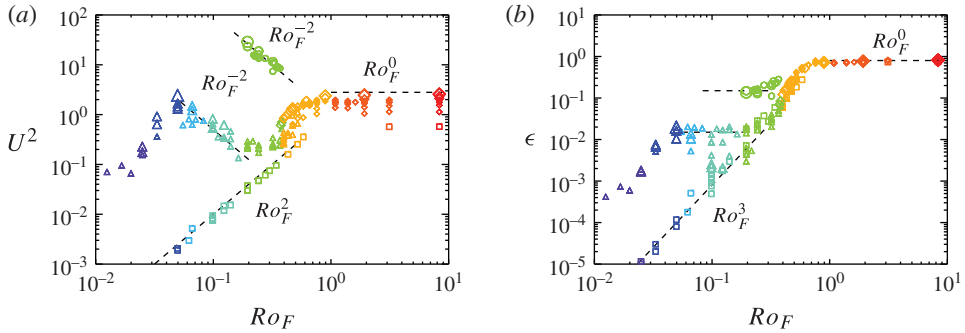 (a)
10^2
10^1
10^0
10^{-1}
10^{-2}
10^{-3}
U^2
Ro_F^{-2}
Ro_F^{-2}
Ro_F^0
Ro_F^2
10^{-2} 10^{-1} 10^0 10^1
Ro_F
(b)
10^1
10^0
10^{-1}
10^{-2}
10^{-3}
10^{-4}
10^{-5}
ϵ
Ro_F^0
Ro_F^3
10^{-2} 10^{-1} 10^0 10^1
Ro_F